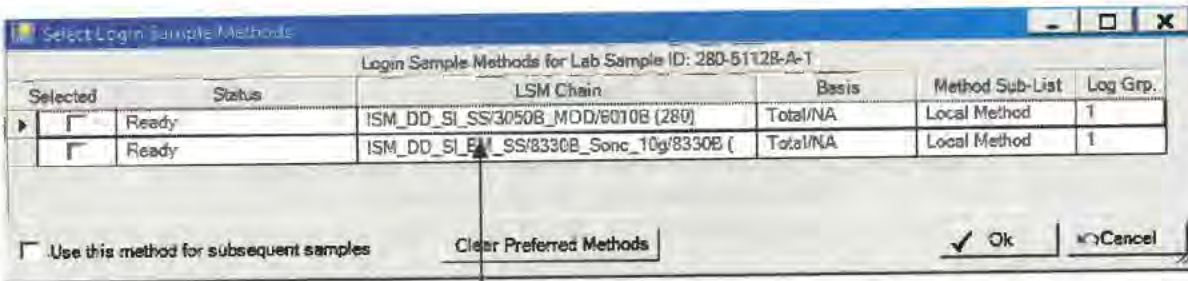 Select Login Sample Methods
Login Sample Methods for Lab Sample ID: 280-51128-A-1
Selected Status LSM Chain Basis Method Sub-List Log Grp.
Ready ISM_DD_SI_SS/3050B_MOD/6010B (280) Total/NA Local Method 1
Ready ISM_DD_SI_BM_SS/8330B_Sonc_10g/8330B ( Total/NA Local Method 1
Use this method for subsequent samples Clear Preferred Methods Ok Cancel